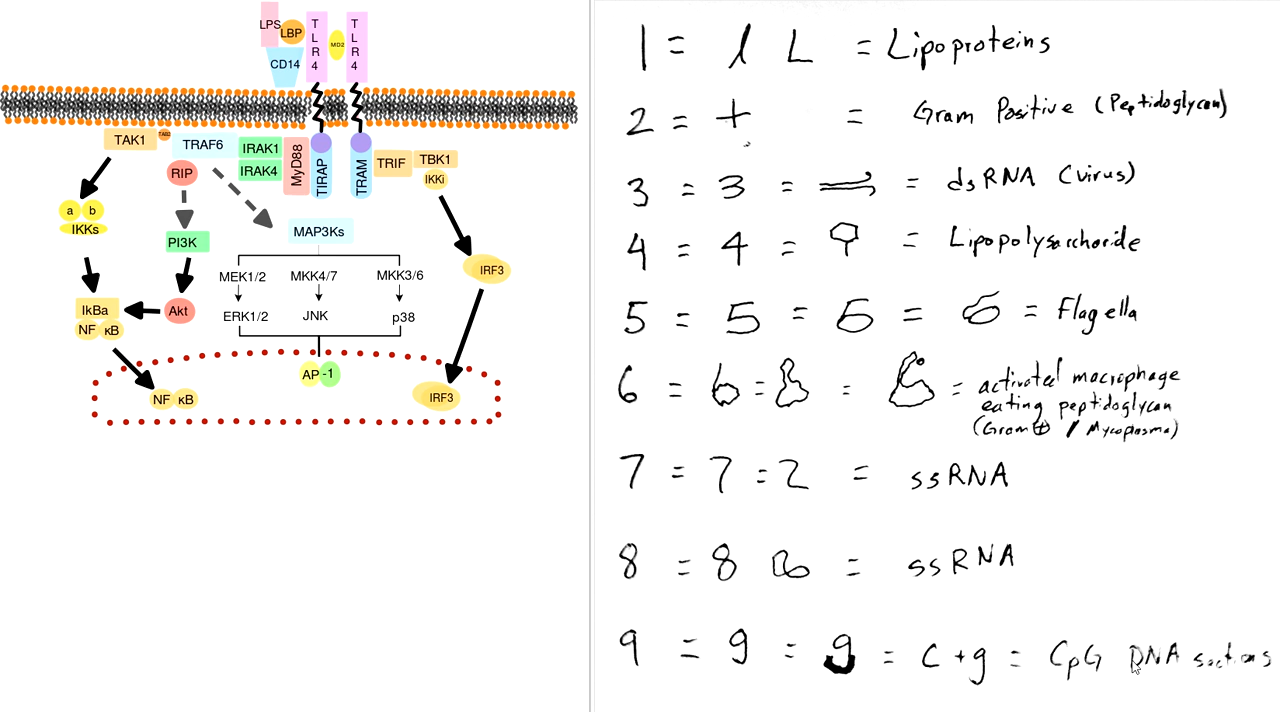 LPS
LBP
CD14
TLR4
MD2
TLR4
TAK1
TAB2
TRAF6
IRAK1
IRAK4
MyD88
TIRAP
TRAM
TRIF
TBK1
IKKi
RIP
a b
IKKs
PI3K
MAP3Ks
IRF3
MEK1/2 MKK4/7 MKK3/6
IkBa
NF κB
Akt
ERK1/2 JNK p38
AP -1
NF κB
IRF3
1 = l L = Lipoproteins
2 = + = Gram Positive (Peptidoglycan)
3 = 3 = = dsRNA (virus)
4 = 4 = = Lipopolysaccharide
5 = 5 = 5 = = Flagella
6 = 6 = = = activated macrophage
eating peptidoglycan
(Gram + / Mycoplasma)
7 = 7 = 2 = ssRNA
8 = 8 = ssRNA
9 = 9 = g = C + g = CpG DNA sections